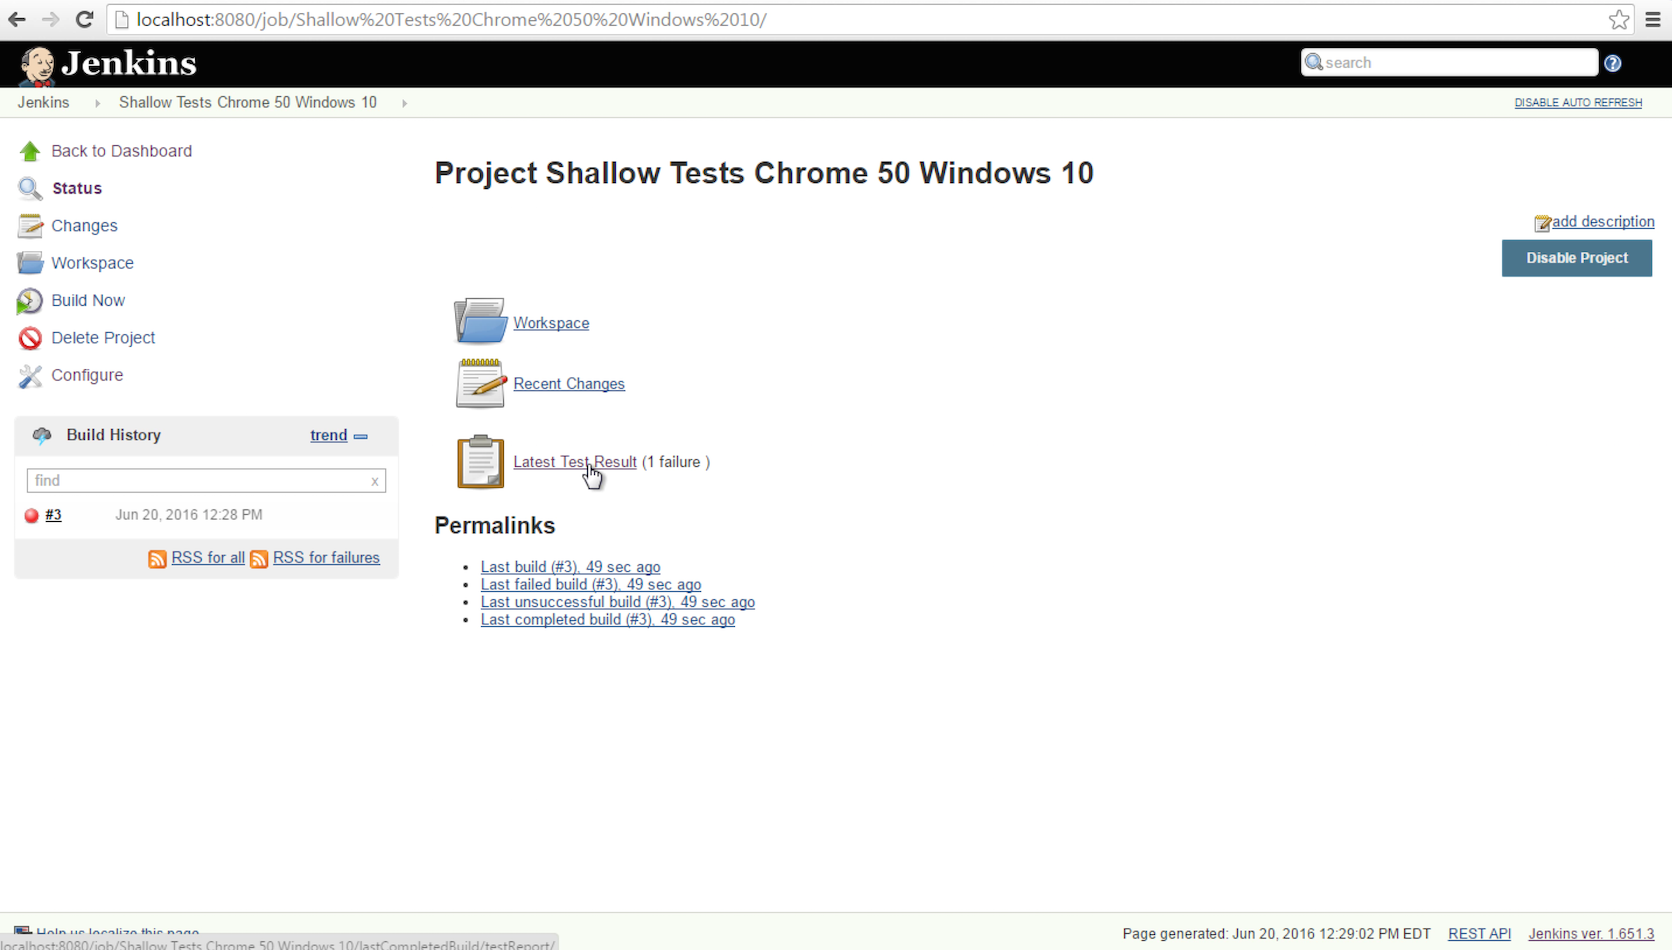 localhost:8080/job/Shallow%20Tests%20Chrome%2050%20Windows%2010/
Jenkins
search
Jenkins Shallow Tests Chrome 50 Windows 10
DISABLE AUTO REFRESH
Back to Dashboard
Status
Changes
Workspace
Build Now
Delete Project
Configure
Build History trend
find x
#3 Jun 20, 2016 12:28 PM
RSS for all RSS for failures
Project Shallow Tests Chrome 50 Windows 10
add description
Disable Project
Workspace
Recent Changes
Latest Test Result (1 failure )
Permalinks
• Last build (#3), 49 sec ago
• Last failed build (#3), 49 sec ago
• Last unsuccessful build (#3), 49 sec ago
• Last completed build (#3), 49 sec ago
Help us localize this page
localhost:8080/job/Shallow Tests Chrome 50 Windows 10/lastCompletedBuild/testReport/
Page generated: Jun 20, 2016 12:29:02 PM EDT REST API Jenkins ver. 1.651.3